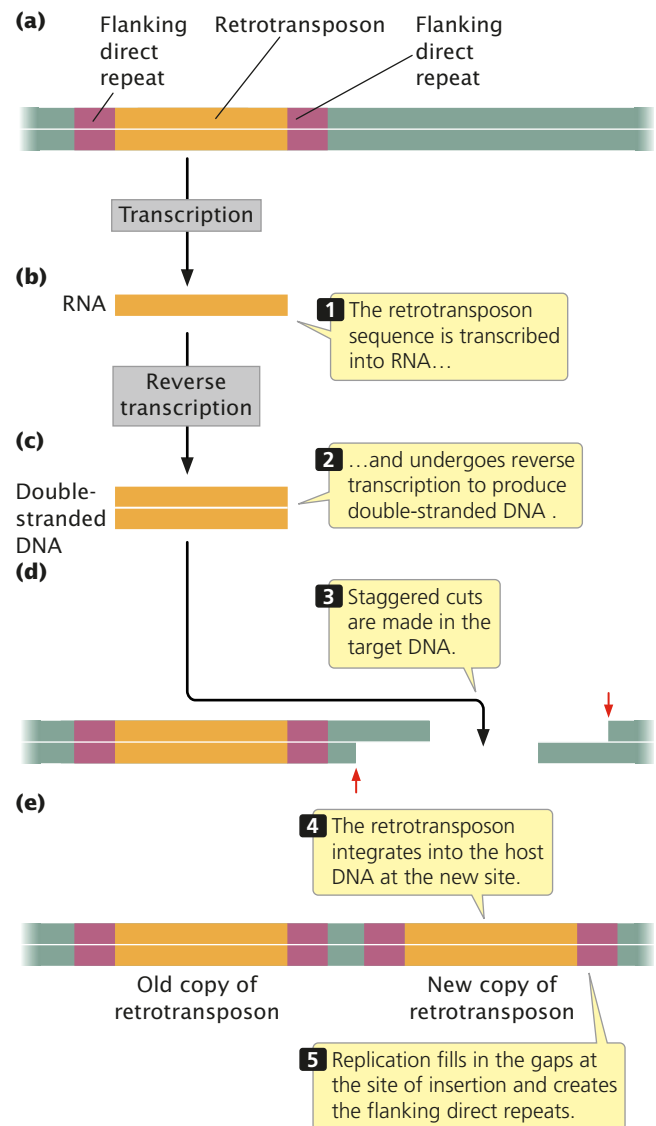 (a)
Flanking
direct
repeat
Retrotransposon
Flanking
direct
repeat
Transcription
(b)
RNA
1 The retrotransposon
sequence is transcribed
into RNA…
Reverse
transcription
(c)
Double-
stranded
DNA
2 …and undergoes reverse
transcription to produce
double-stranded DNA .
(d)
3 Staggered cuts
are made in the
target DNA.
(e)
4 The retrotransposon
integrates into the host
DNA at the new site.
Old copy of
retrotransposon
New copy of
retrotransposon
5 Replication fills in the gaps at
the site of insertion and creates
the flanking direct repeats.